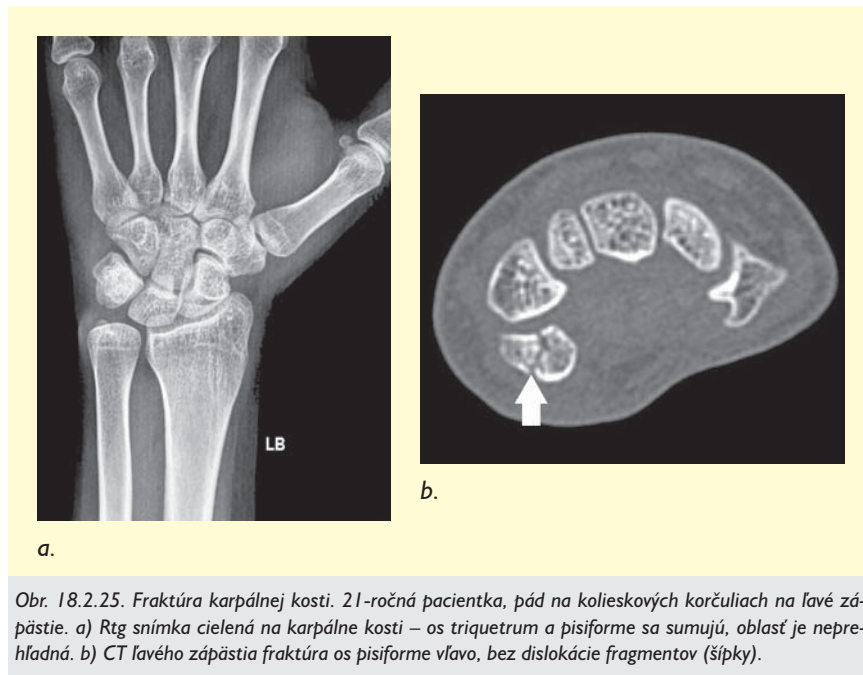 LB
a.
b.
Obr. 18.2.25. Fraktúra karpálnej kosti. 21-ročná pacientka, pád na kolieskových korčuliach na ľavé zá-
pästie. a) Rtg snímka cielená na karpálne kosti – os triquetrum a pisiforme sa sumujú, oblasť je nepre-
hľadná. b) CT ľavého zápästia fraktúra os pisiforme vľavo, bez dislokácie fragmentov (šípky).